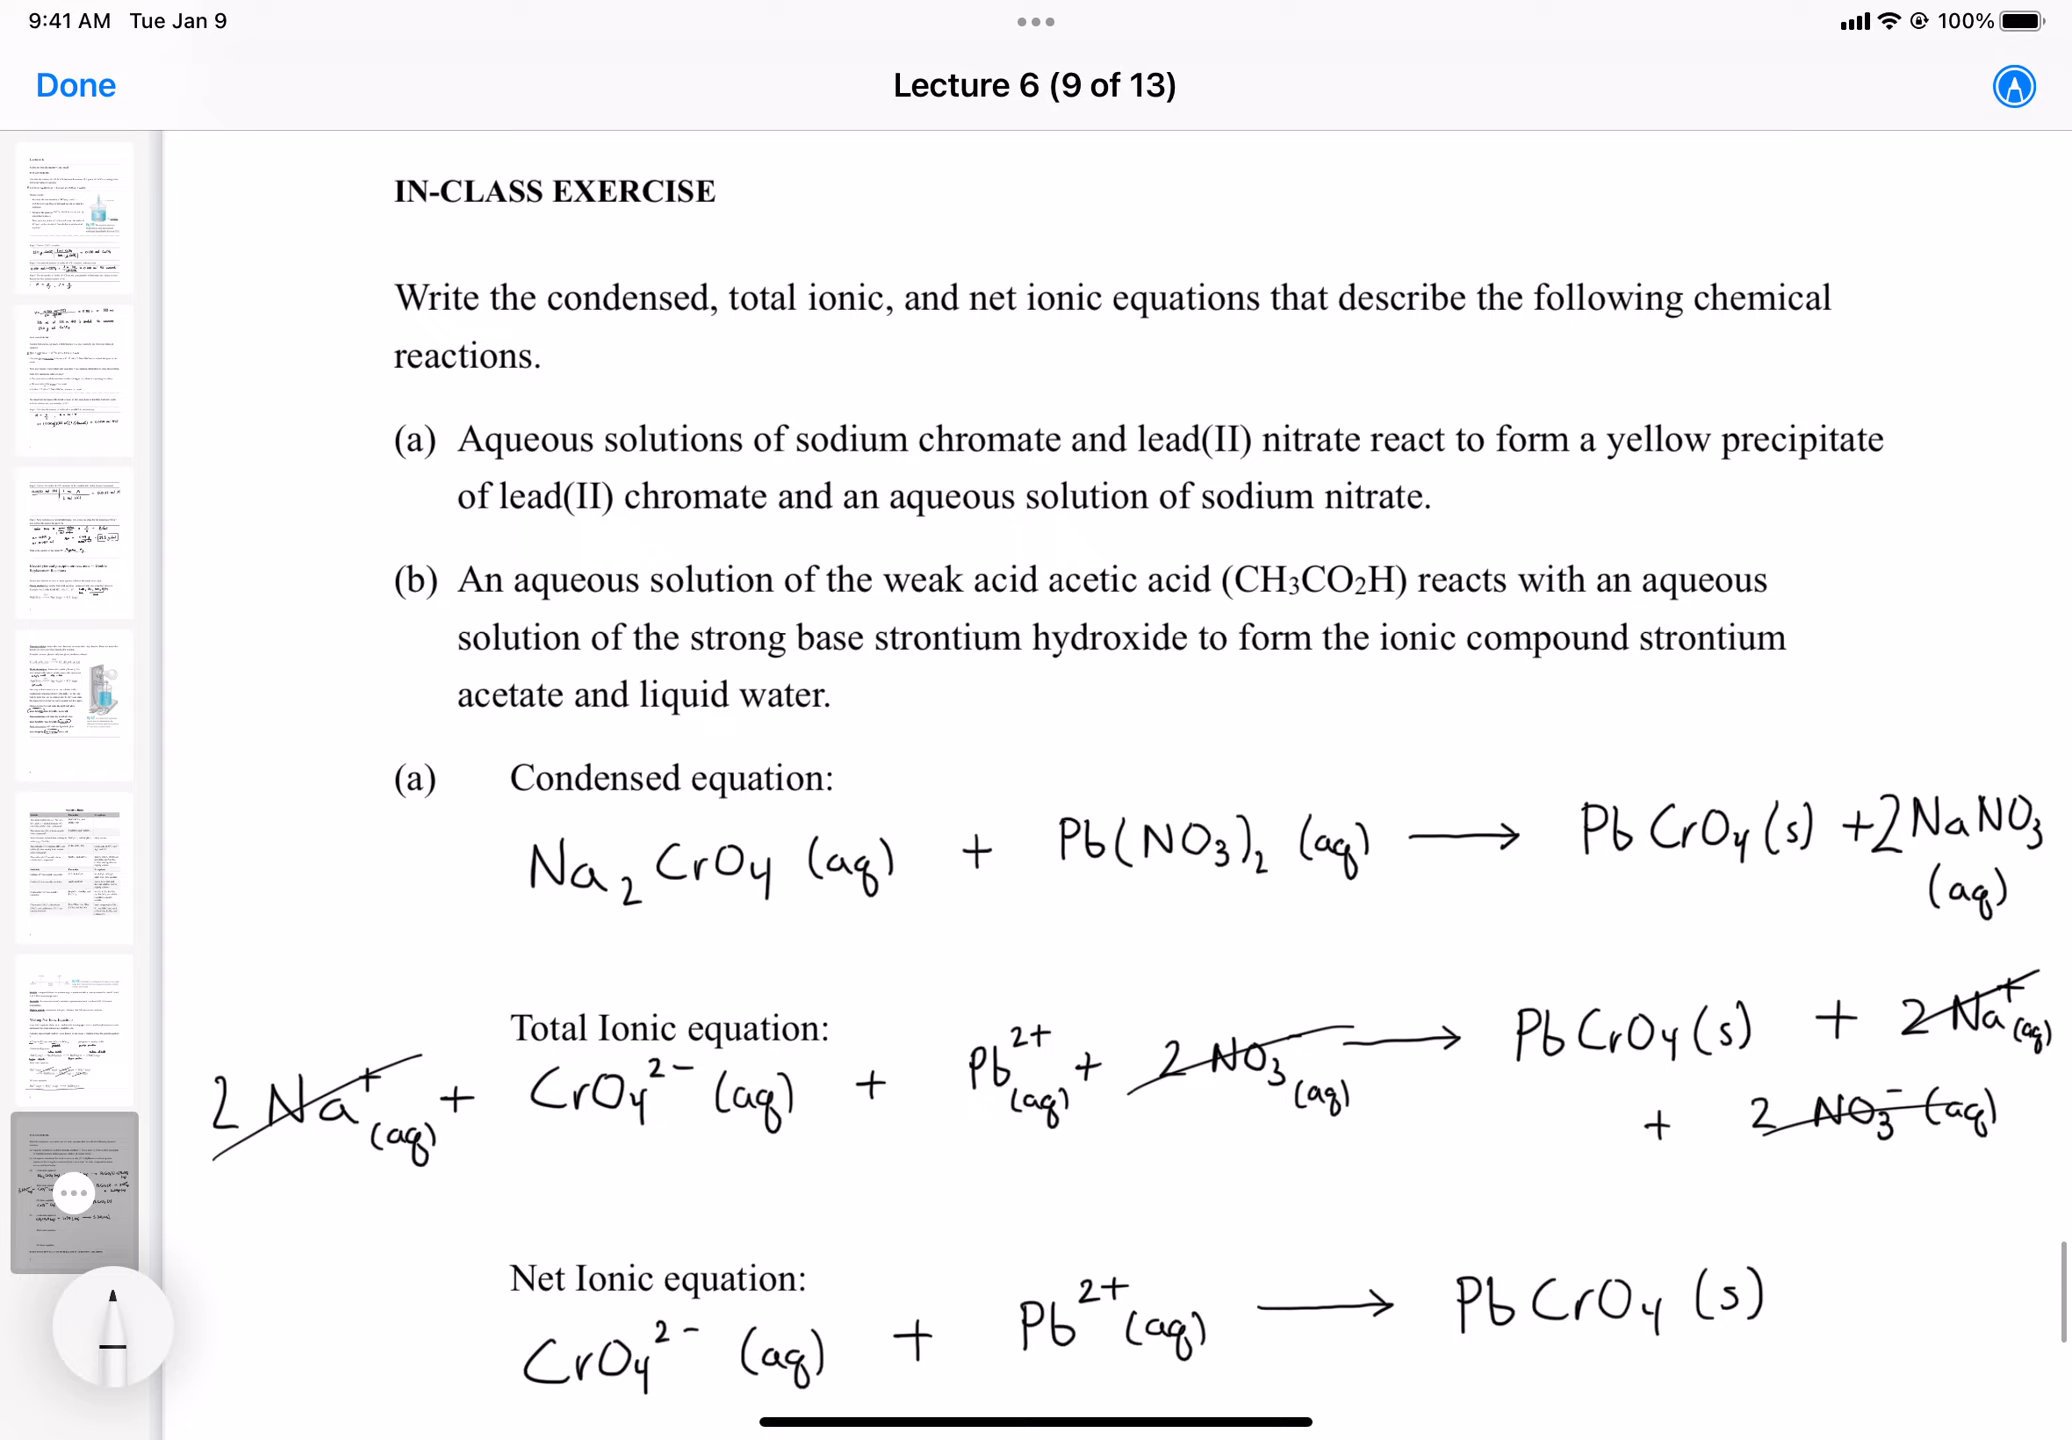 9:41 AM Tue Jan 9
100%
Done
Lecture 6 (9 of 13)
IN-CLASS EXERCISE
Write the condensed, total ionic, and net ionic equations that describe the following chemical
reactions.
(a) Aqueous solutions of sodium chromate and lead(II) nitrate react to form a yellow precipitate
of lead(II) chromate and an aqueous solution of sodium nitrate.
(b) An aqueous solution of the weak acid acetic acid (CH₃CO₂H) reacts with an aqueous
solution of the strong base strontium hydroxide to form the ionic compound strontium
acetate and liquid water.
(a) Condensed equation:
Na₂CrO₄ (aq) + Pb(NO₃)₂ (aq) ⟶ PbCrO₄(s) + 2NaNO₃
(aq)
Total Ionic equation:
2 Na⁺(aq) + CrO₄²⁻ (aq) + Pb²⁺(aq) + 2 NO₃(aq) ⟶ PbCrO₄(s) + 2 Na⁺(aq)
+ 2 NO₃⁻(aq)
Net Ionic equation:
CrO₄²⁻ (aq) + Pb²⁺(aq) ⟶ PbCrO₄ (s)